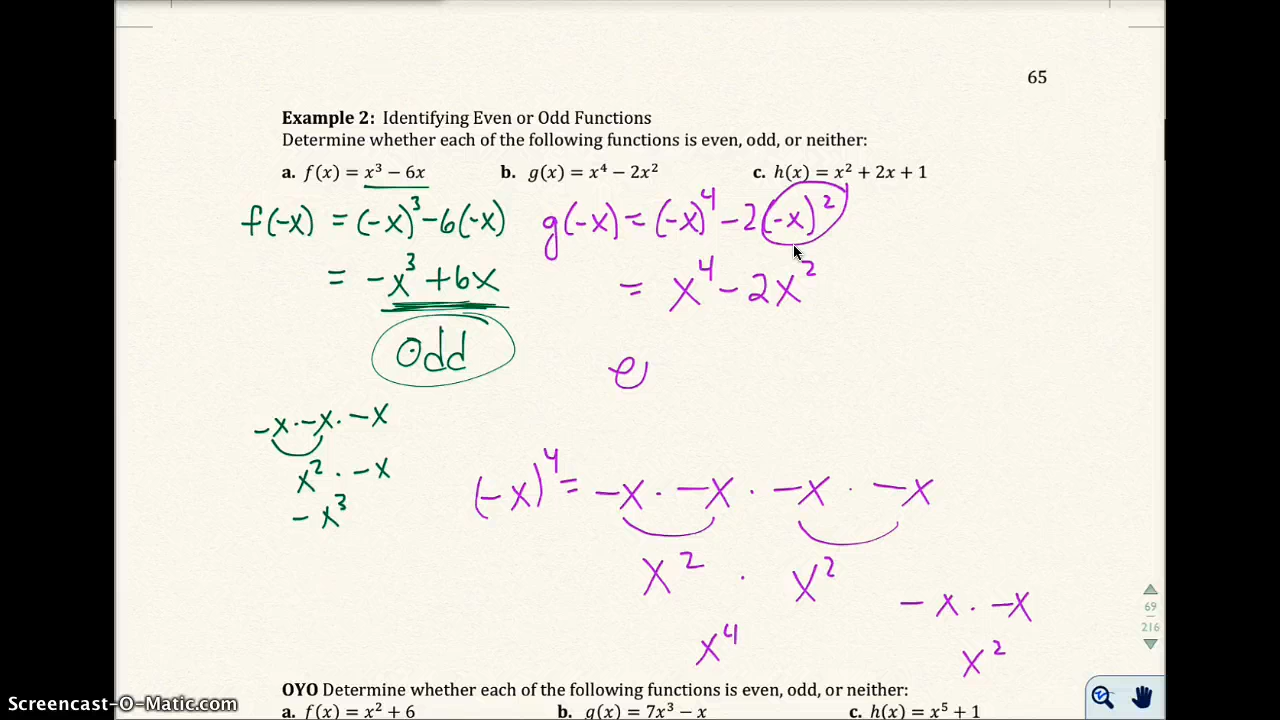 65
Example 2: Identifying Even or Odd Functions
Determine whether each of the following functions is even, odd, or neither:
a. f(x) = x³ − 6x b. g(x) = x⁴ − 2x² c. h(x) = x² + 2x + 1
f(-x) = (-x)³ -6(-x) g(-x) = (-x)⁴ - 2(-x)²
= -x³ +6x = x⁴ - 2x²
Odd e
-x · -x · -x
x² · -x
-x³
(-x)⁴ = -x · -x · -x · -x
x² · x²
-x · -x
x⁴ x²
69
216
OYO Determine whether each of the following functions is even, odd, or neither:
a. f(x) = x² + 6 b. g(x) = 7x³ − x c. h(x) = x⁵ + 1
Screencast-O-Matic.com